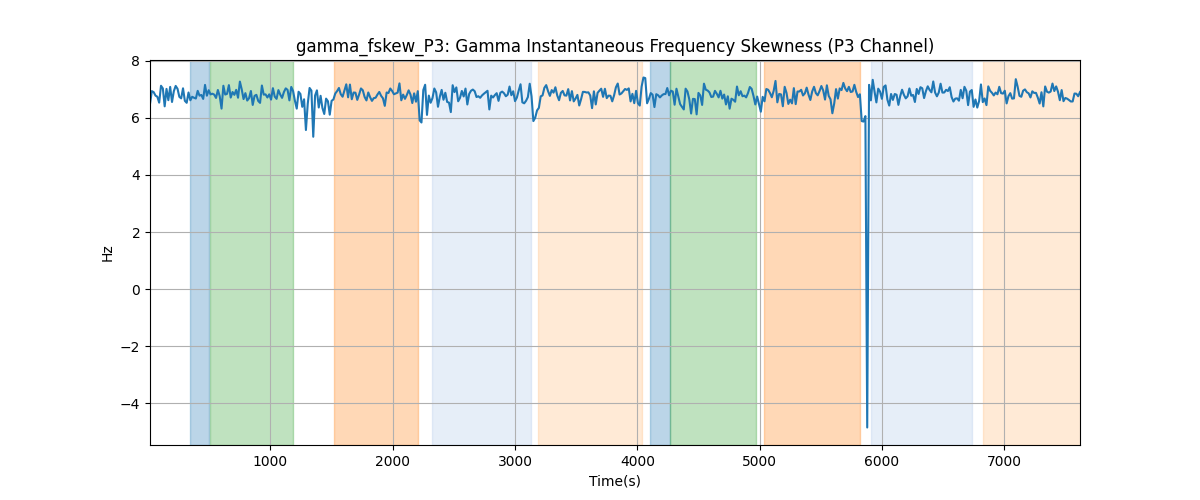 gamma_fskew_P3: Gamma Instantaneous Frequency Skewness (P3 Channel)
8
6
4
2
0
−2
−4
Hz
1000 2000 3000 4000 5000 6000 7000
Time(s)